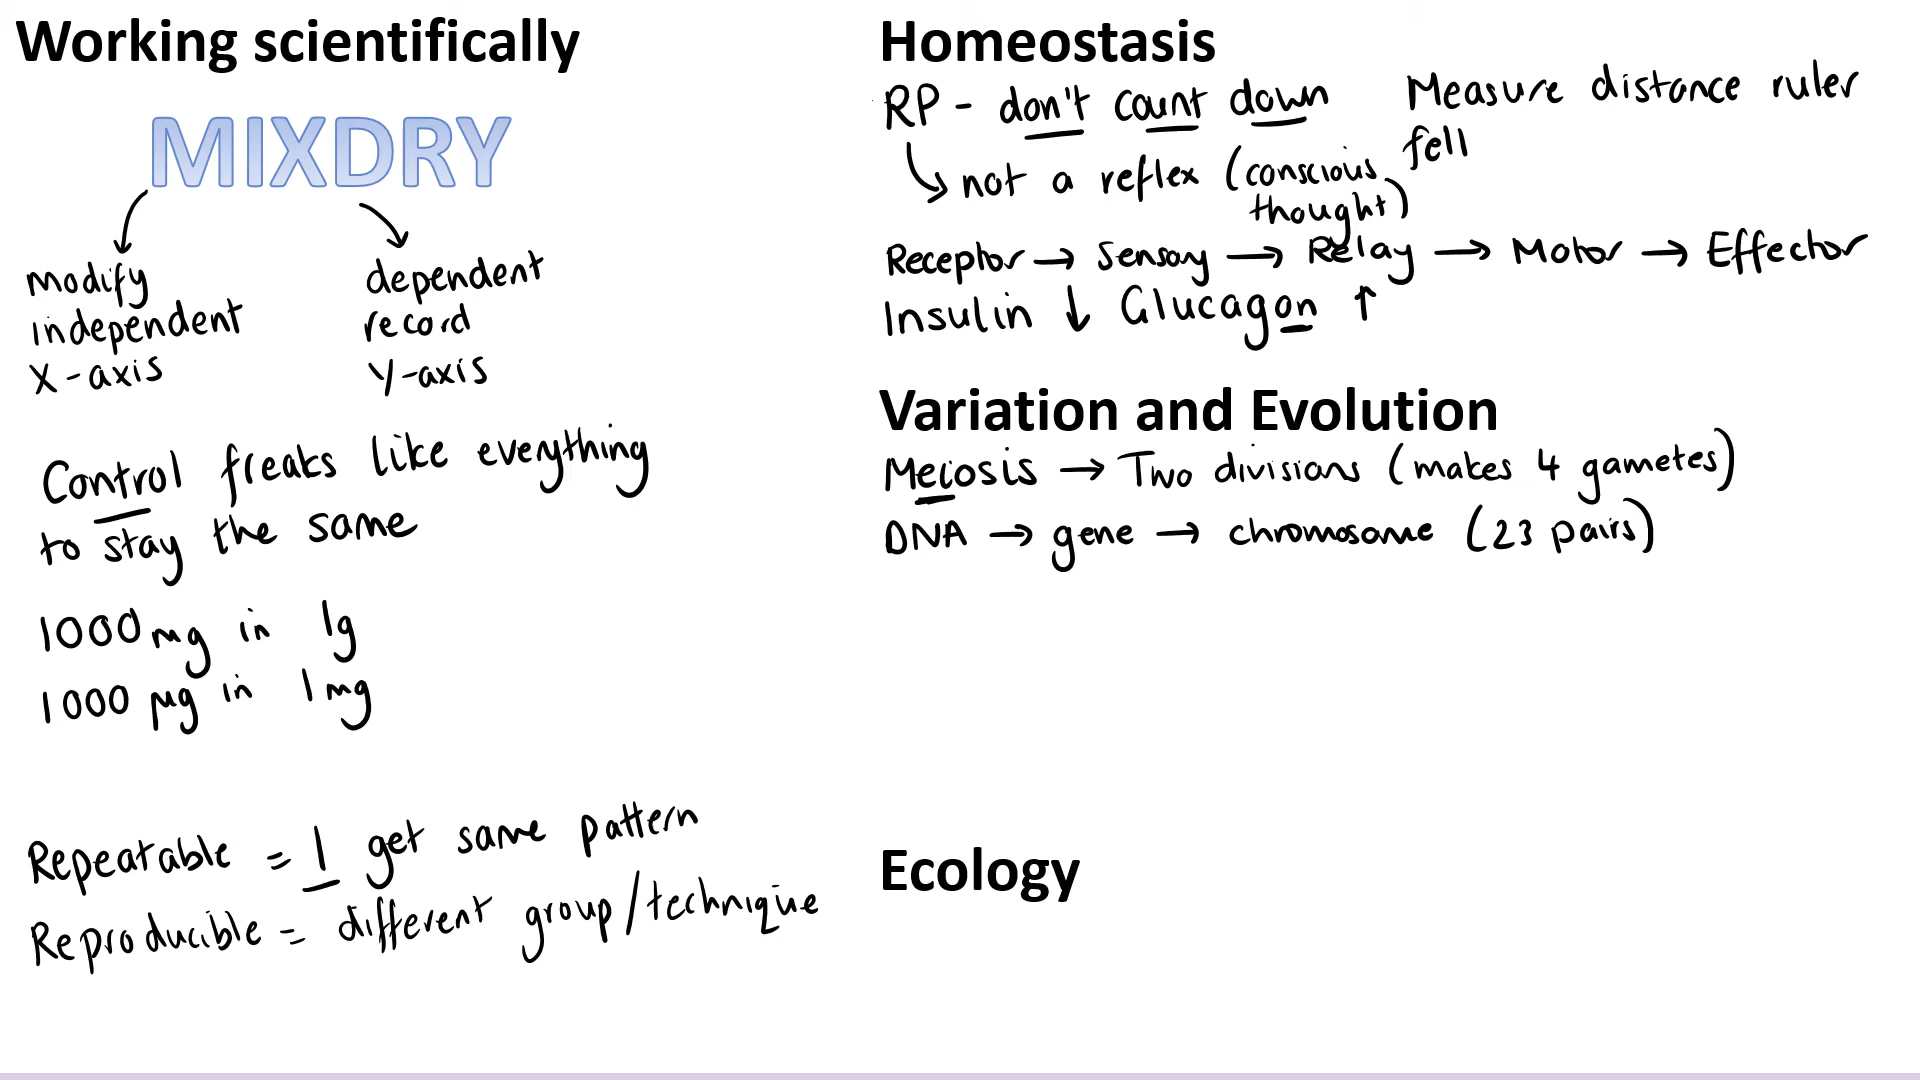 Working scientifically
MIXDRY
modify
independent
X-axis
dependent
record
Y-axis
Control freaks like everything
to stay the same
1000 mg in 1g
1000 µg in 1mg
Repeatable = I get same pattern
Reproducible = different group/technique
Homeostasis
RP - don't count down
Measure distance ruler
fell
not a reflex (conscious
thought)
Receptor → Sensory → Relay → Motor → Effector
Insulin ↓ Glucagon ↑
Variation and Evolution
Meiosis → Two divisions (makes 4 gametes)
DNA → gene → chromosome (23 pairs)
Ecology